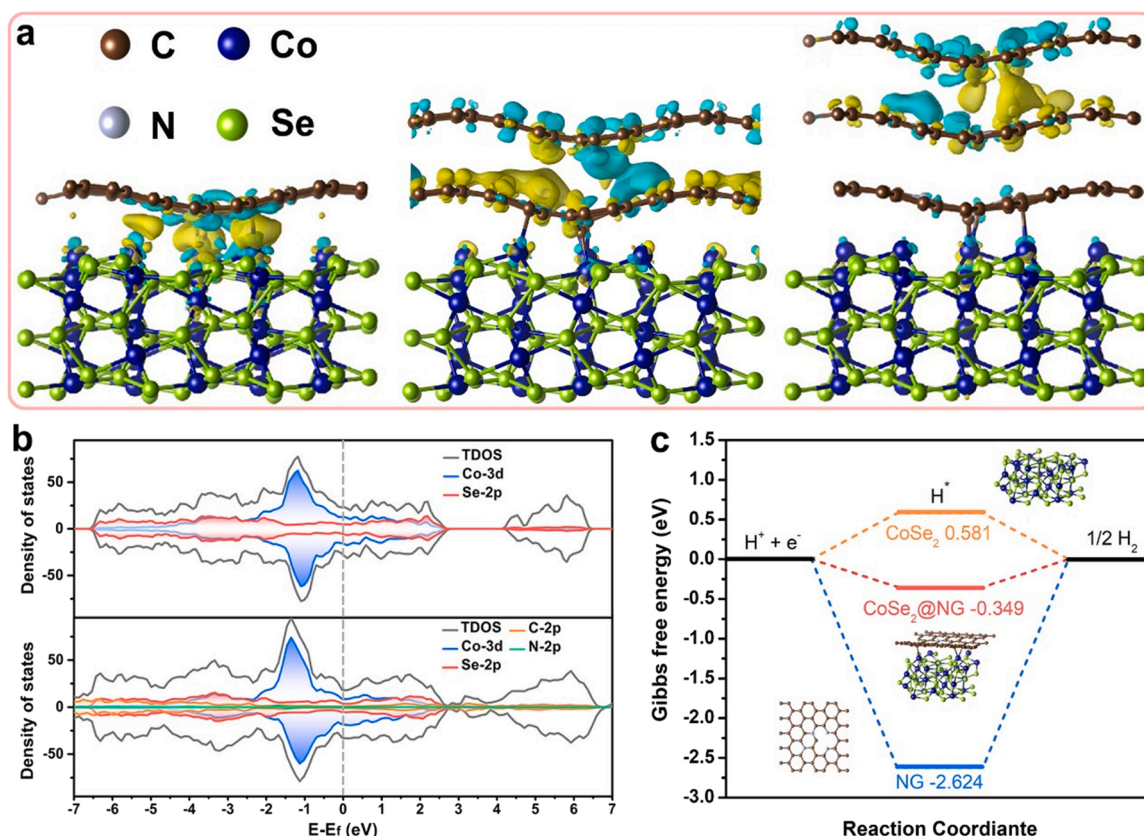 a
C
Co
N
Se
b
TDOS
Co-3d
Se-2p
Density of states
50
0
50
TDOS
Co-3d
Se-2p
C-2p
N-2p
Density of states
50
0
-50
-7 -6 -5 -4 -3 -2 -1 0 1 2 3 4 5 6 7
E-Ef (eV)
c
Gibbs free energy (eV)
1.5
1.0
0.5
0.0
-0.5
-1.0
-1.5
-2.0
-2.5
-3.0
H*
CoSe2 0.581
H+ + e-
1/2 H2
CoSe2@NG -0.349
NG -2.624
Reaction Coordiante